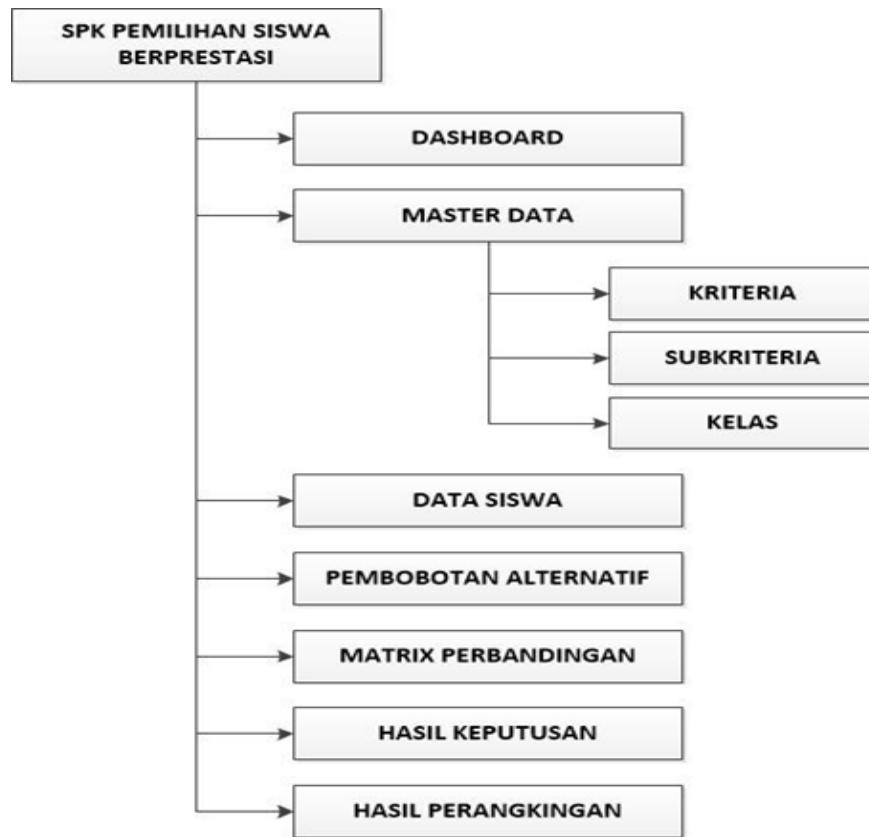 SPK PEMILIHAN SISWA
BERPRESTASI
DASHBOARD
MASTER DATA
KRITERIA
SUBKRITERIA
KELAS
DATA SISWA
PEMBOBOTAN ALTERNATIF
MATRIX PERBANDINGAN
HASIL KEPUTUSAN
HASIL PERANGKINGAN